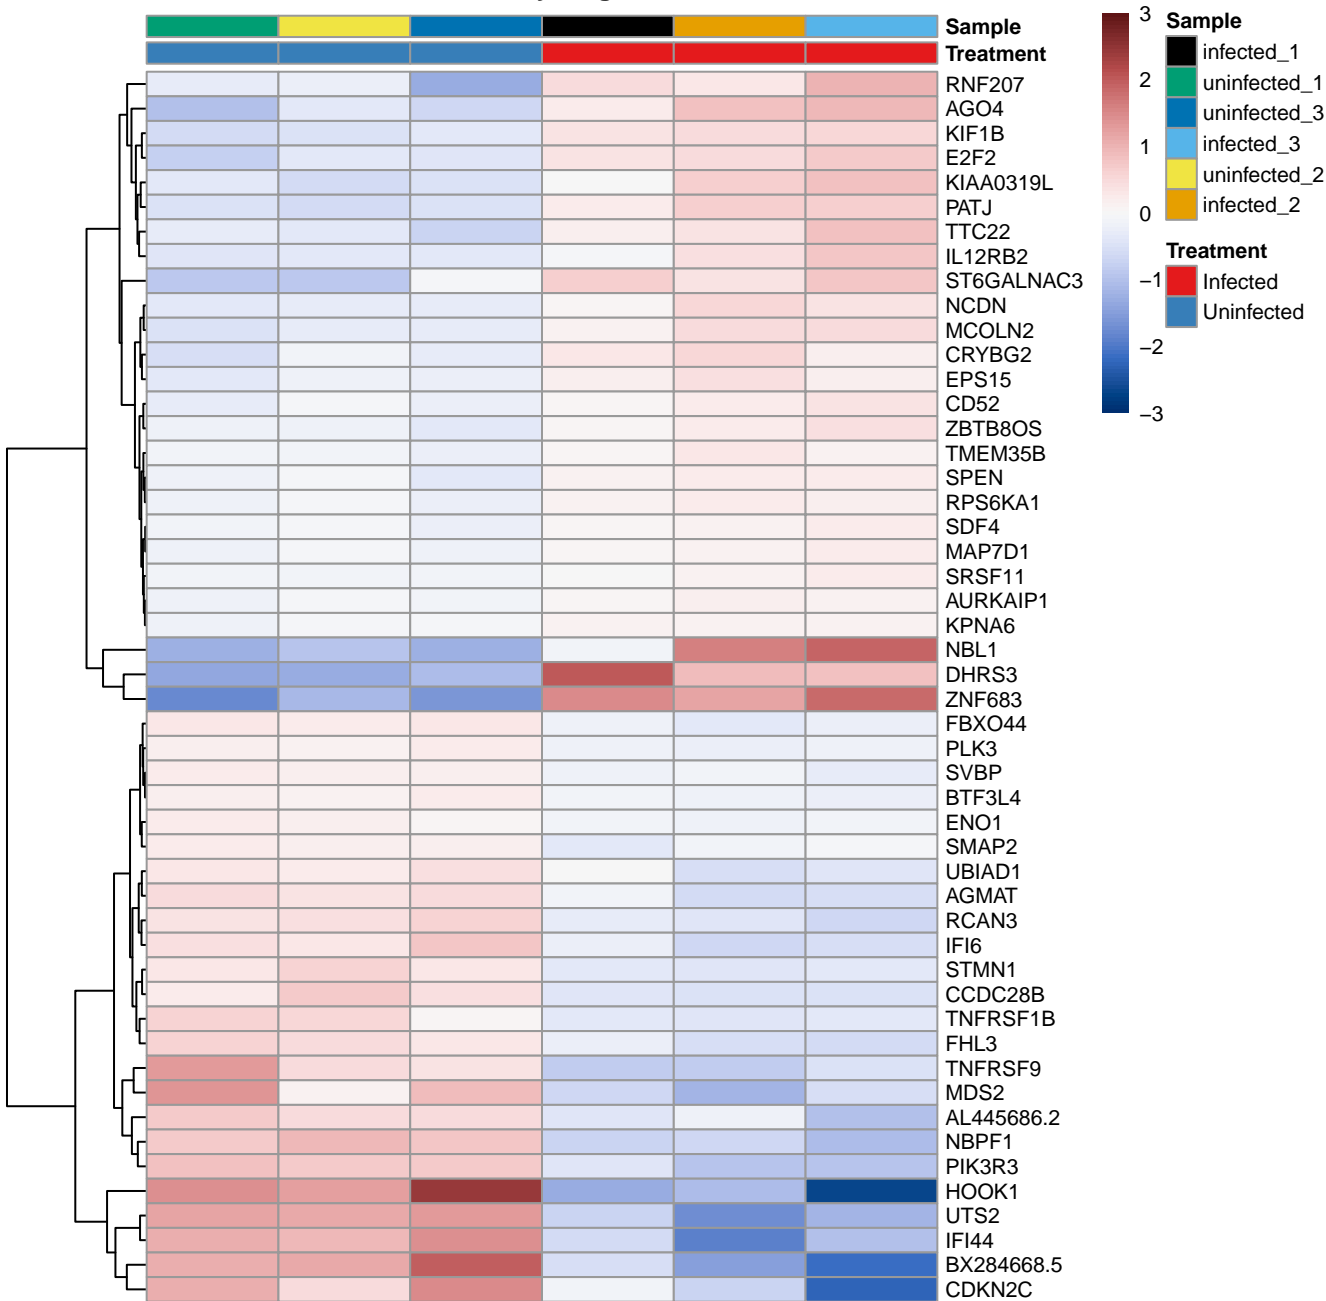 Sample
Treatment
RNF207
AGO4
KIF1B
E2F2
KIAA0319L
PATJ
TTC22
IL12RB2
ST6GALNAC3
NCDN
MCOLN2
CRYBG2
EPS15
CD52
ZBTB8OS
TMEM35B
SPEN
RPS6KA1
SDF4
MAP7D1
SRSF11
AURKAIP1
KPNA6
NBL1
DHRS3
ZNF683
FBXO44
PLK3
SVBP
BTF3L4
ENO1
SMAP2
UBIAD1
AGMAT
RCAN3
IFI6
STMN1
CCDC28B
TNFRSF1B
FHL3
TNFRSF9
MDS2
AL445686.2
NBPF1
PIK3R3
HOOK1
UTS2
IFI44
BX284668.5
CDKN2C
3
2
1
0
−1
−2
−3
Sample
infected_1
uninfected_1
uninfected_3
infected_3
uninfected_2
infected_2
Treatment
Infected
Uninfected